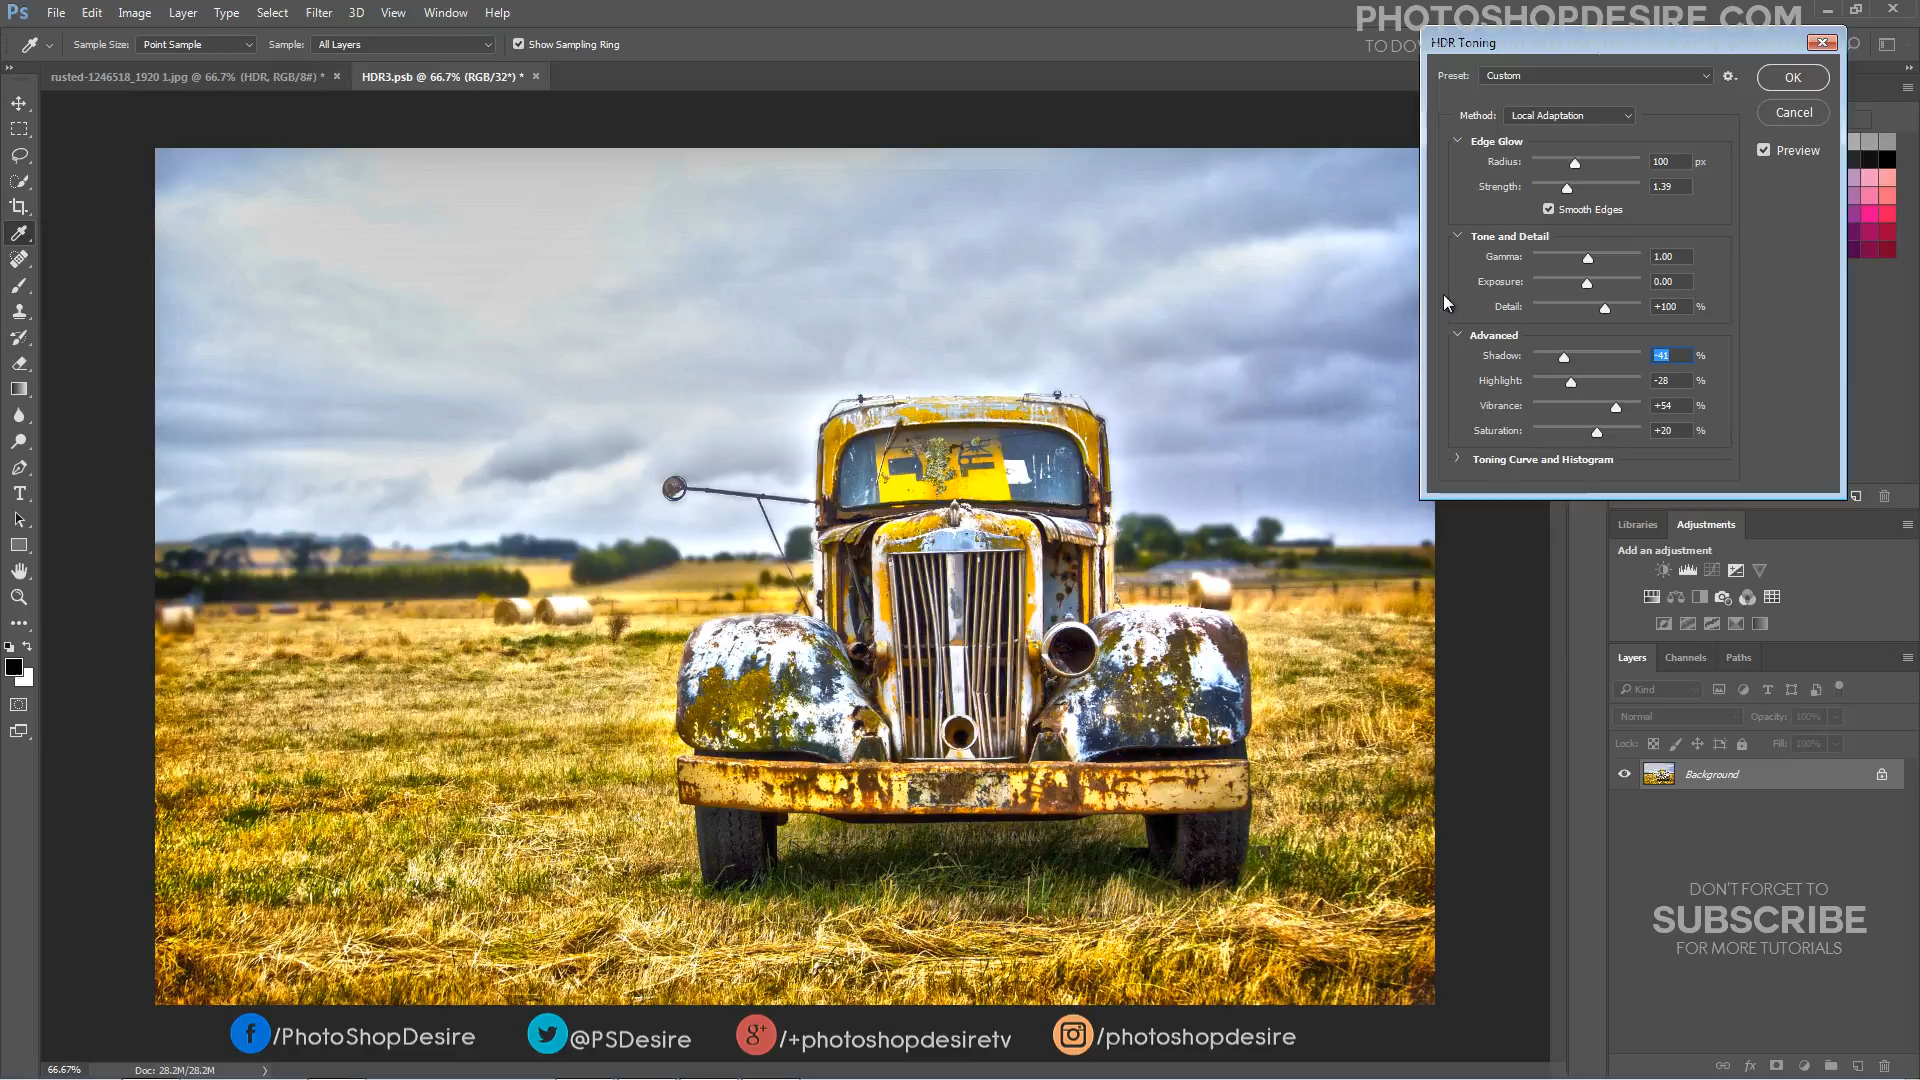 PHOTOSHOPDESIRE.COM
Ps File Edit Image Layer Type Select Filter 3D View Window Help
Sample Size: Point Sample Sample: All Layers Show Sampling Ring
TO DO
rusted-1246518_1920 1.jpg @ 66.7% (HDR, RGB/8#) * × HDR3.psb @ 66.7% (RGB/32*) * ×
HDR Toning
Preset: Custom
OK
Method: Local Adaptation
Cancel
Edge Glow
Preview
Radius: 100 px
Strength: 1.39
Smooth Edges
Tone and Detail
Gamma: 1.00
Exposure: 0.00
Detail: +100 %
Advanced
Shadow: -41 %
Highlight: -28 %
Vibrance: +54 %
Saturation: +20 %
Toning Curve and Histogram
Libraries Adjustments
Add an adjustment
Layers Channels Paths
Kind
Normal Opacity: 100%
Lock: Fill: 100%
Background
DON'T FORGET TO
SUBSCRIBE
FOR MORE TUTORIALS
f /PhotoShopDesire @PSDesire g+ /+photoshopdesiretv /photoshopdesire
66.67% Doc: 28.2M/28.2M